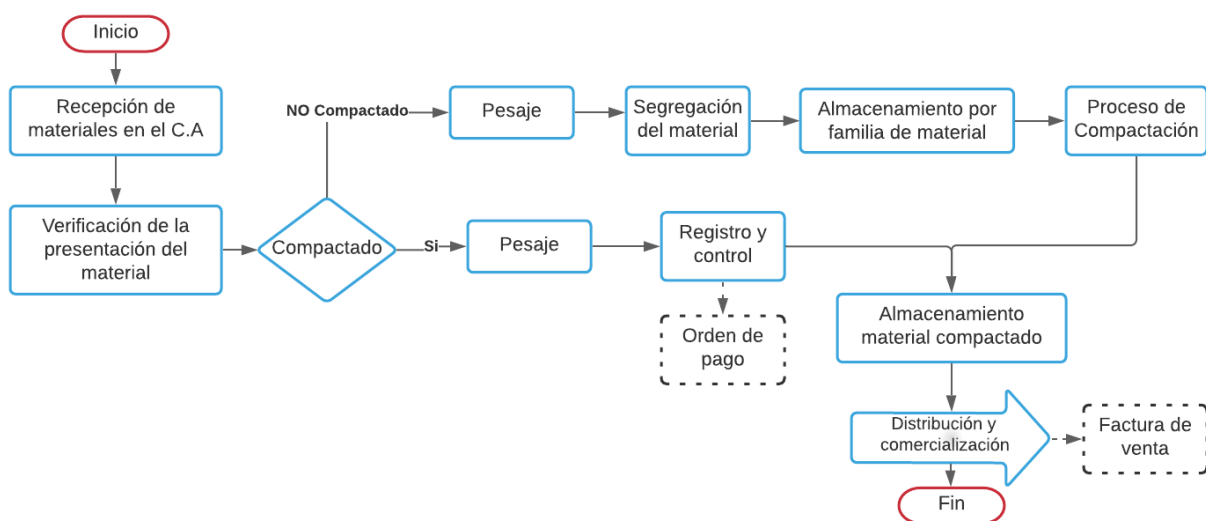 Inicio
Recepción de
materiales en el C.A
Verificación de la
presentación del
material
Compactado
NO Compactado
Pesaje
Segregación
del material
Almacenamiento por
familia de material
Proceso de
Compactación
Si
Pesaje
Registro y
control
Orden de
pago
Almacenamiento
material compactado
Distribución y
comercialización
Factura de
venta
Fin